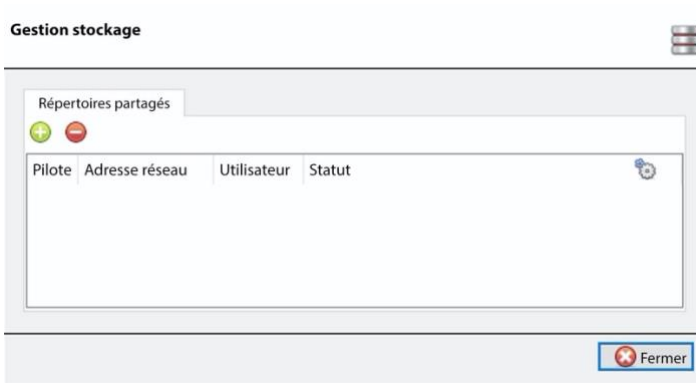 Gestion stockage
Répertoires partagés
Pilote Adresse réseau Utilisateur Statut
Fermer